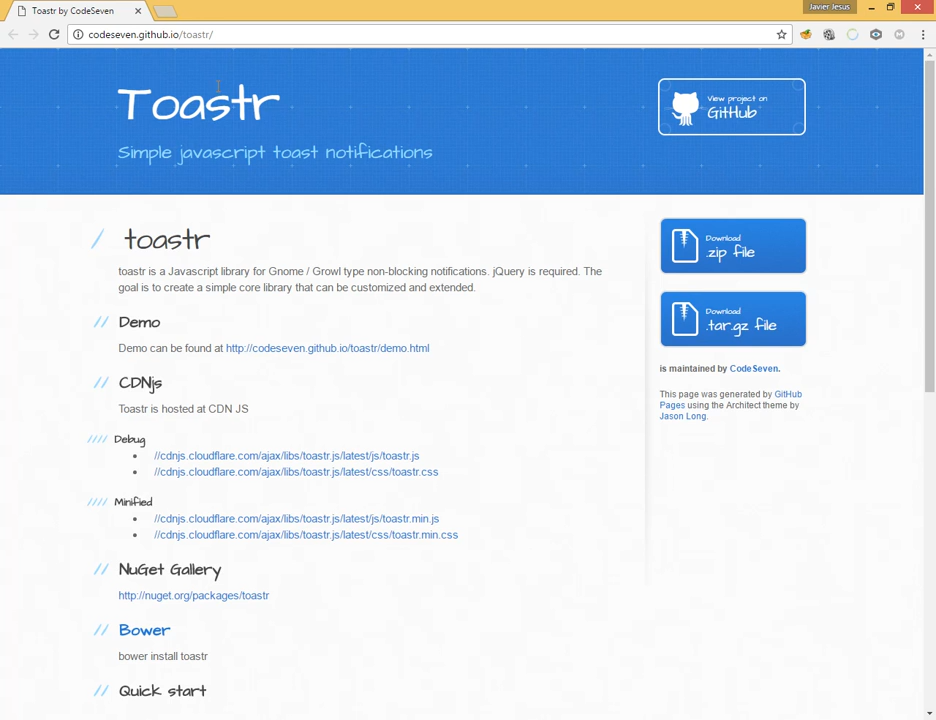 Toastr by CodeSeven
Javier Jesus
codeseven.github.io/toastr/
Toastr
Simple javascript toast notifications
View project on
GitHub
toastr
toastr is a Javascript library for Gnome / Growl type non-blocking notifications. jQuery is required. The
goal is to create a simple core library that can be customized and extended.
Demo
Demo can be found at http://codeseven.github.io/toastr/demo.html
CDNjs
Toastr is hosted at CDN JS
Debug
//cdnjs.cloudflare.com/ajax/libs/toastr.js/latest/js/toastr.js
//cdnjs.cloudflare.com/ajax/libs/toastr.js/latest/css/toastr.css
Minified
//cdnjs.cloudflare.com/ajax/libs/toastr.js/latest/js/toastr.min.js
//cdnjs.cloudflare.com/ajax/libs/toastr.js/latest/css/toastr.min.css
NuGet Gallery
http://nuget.org/packages/toastr
Bower
bower install toastr
Quick start
Download
.zip file
Download
.tar.gz file
is maintained by CodeSeven.
This page was generated by GitHub
Pages using the Architect theme by
Jason Long.